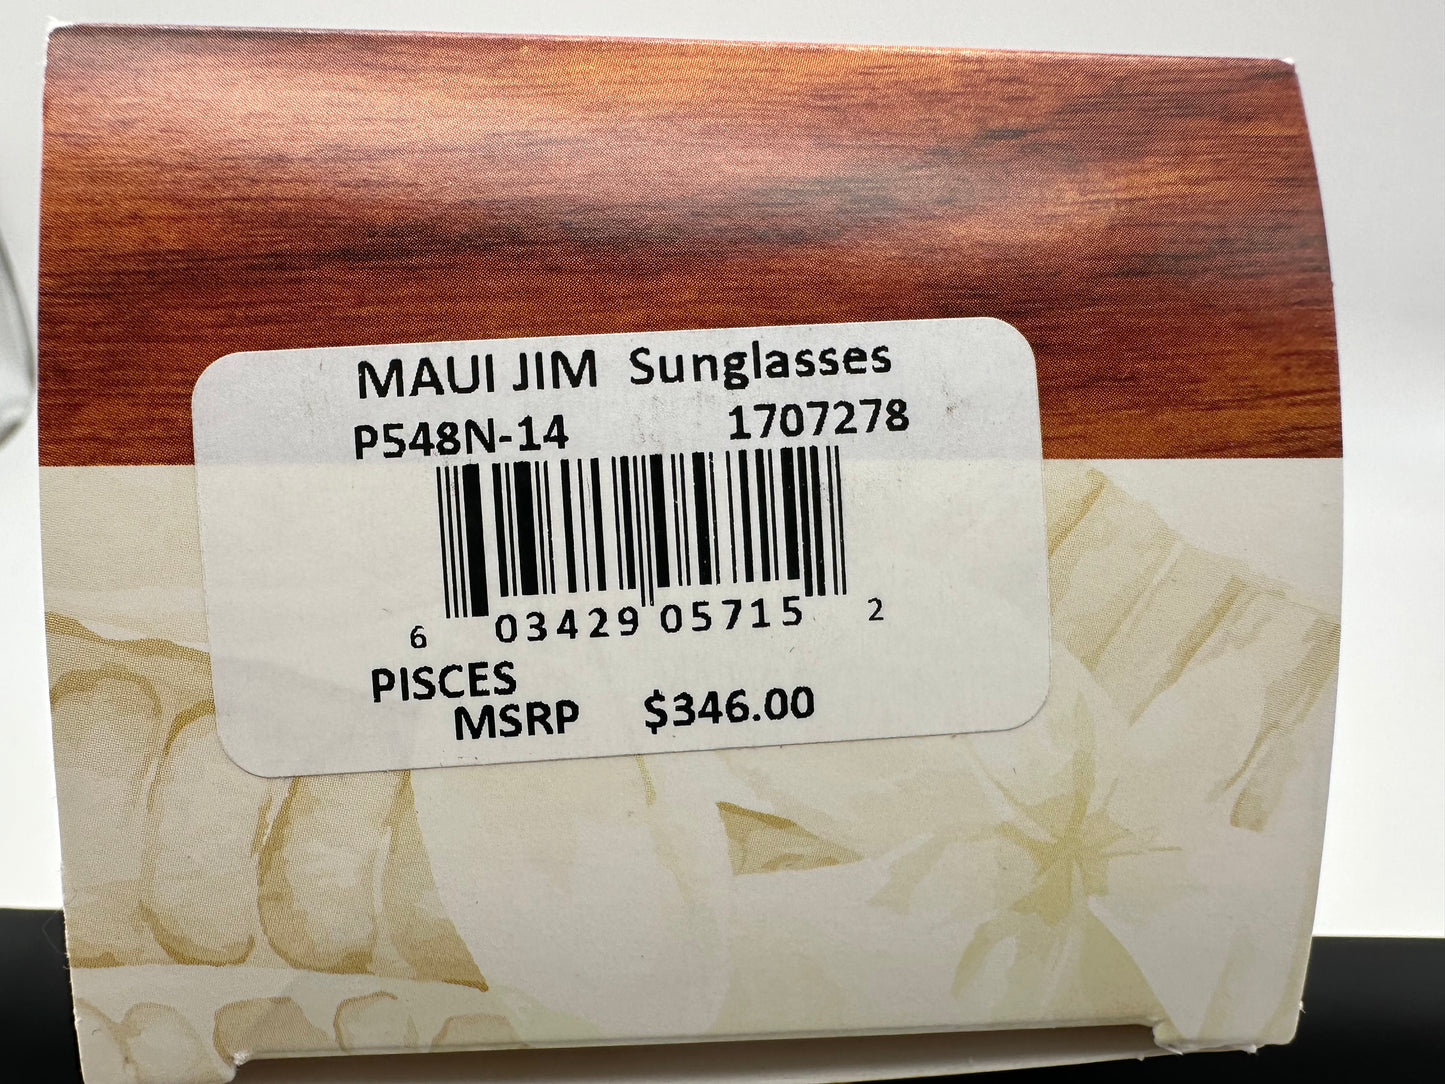 MAUI JIM Sunglasses
P548N-14 1707278
6 03429 05715 2
PISCES
MSRP $346.00